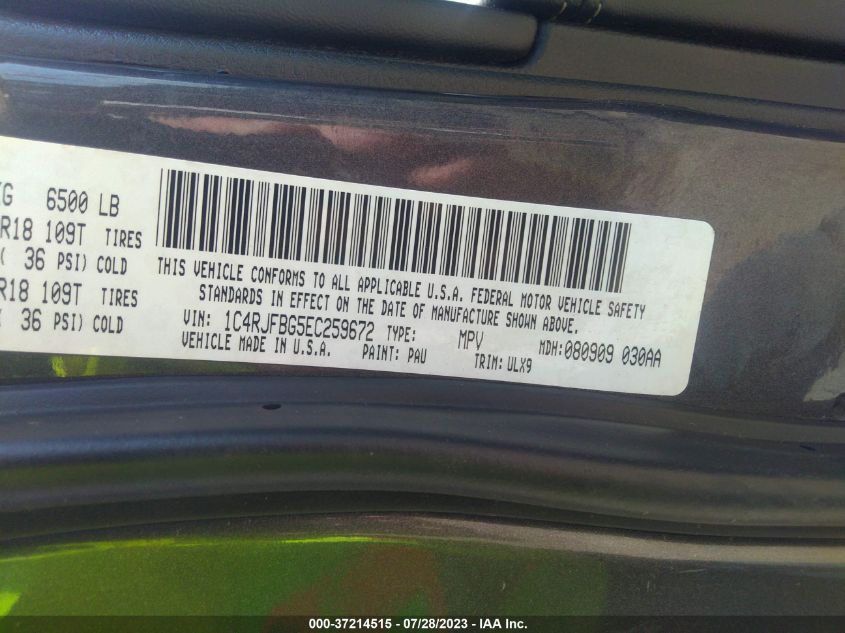 KG 6500 LB
R18 109T TIRES
( 36 PSI) COLD
R18 109T TIRES
( 36 PSI) COLD
THIS VEHICLE CONFORMS TO ALL APPLICABLE U.S.A. FEDERAL MOTOR VEHICLE SAFETY
STANDARDS IN EFFECT ON THE DATE OF MANUFACTURE SHOWN ABOVE.
VIN: 1C4RJFBG5EC259672 TYPE: MPV MDH:080909 030AA
VEHICLE MADE IN U.S.A. PAINT: PAU TRIM: ULX9
000-37214515 - 07/28/2023 - IAA Inc.